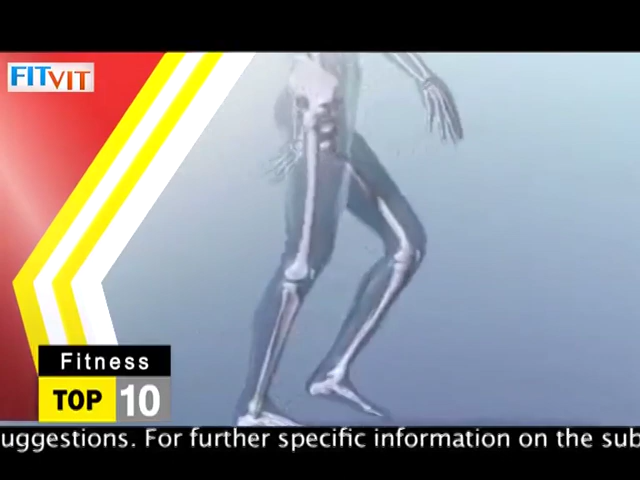 FITVIT
Fitness
TOP 10
uggestions. For further specific information on the sub